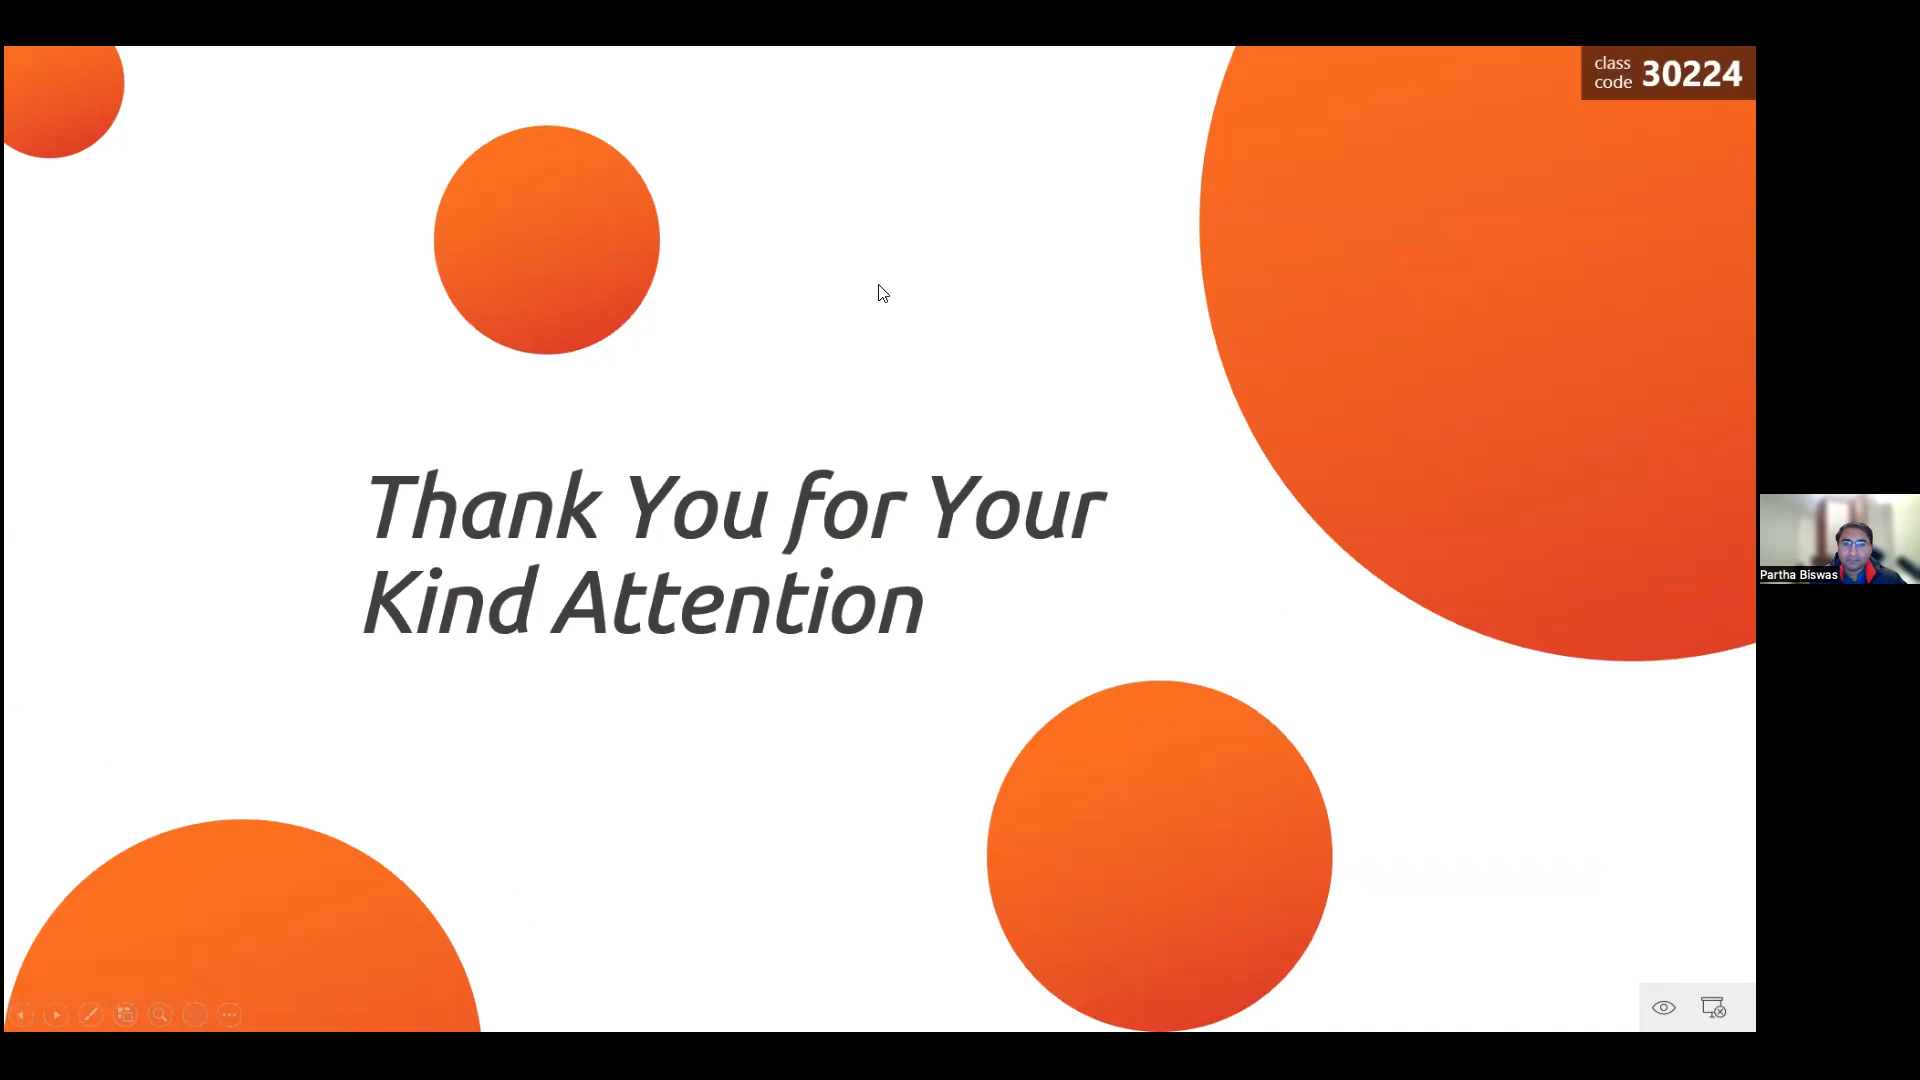 class
code 30224
Thank You for Your
Kind Attention
Partha Biswas